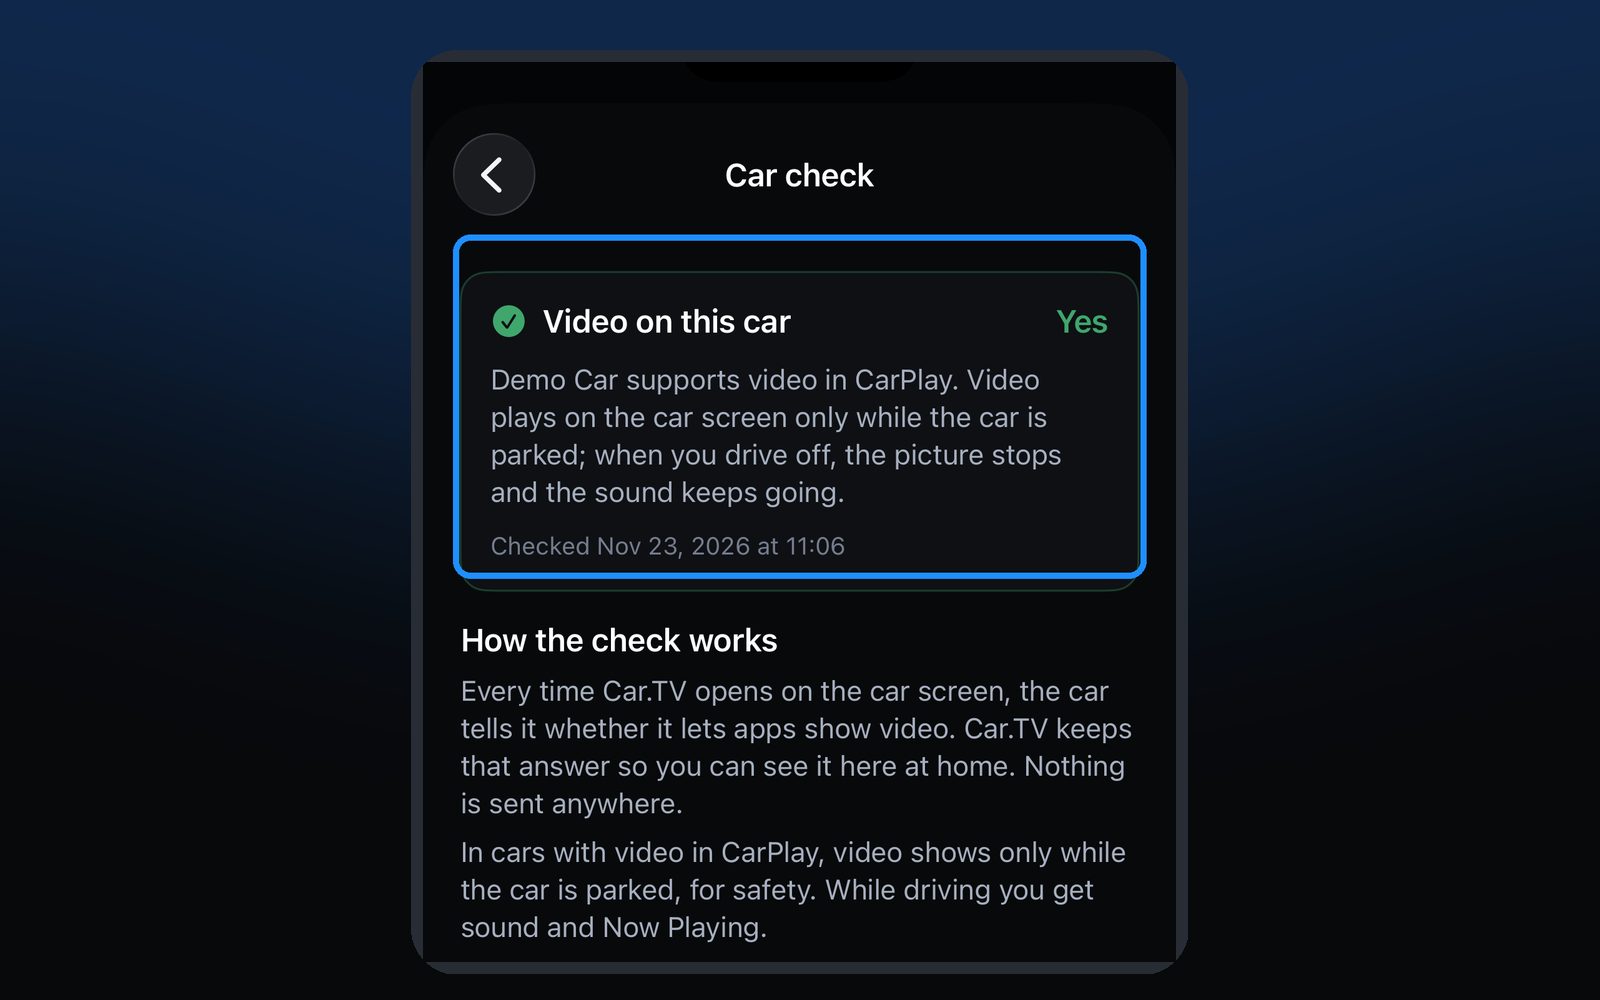 Car check
Video on this car
Yes
Demo Car supports video in CarPlay. Video
plays on the car screen only while the car is
parked; when you drive off, the picture stops
and the sound keeps going.
Checked Nov 23, 2026 at 11:06
How the check works
Every time Car.TV opens on the car screen, the car
tells it whether it lets apps show video. Car.TV keeps
that answer so you can see it here at home. Nothing
is sent anywhere.
In cars with video in CarPlay, video shows only while
the car is parked, for safety. While driving you get
sound and Now Playing.